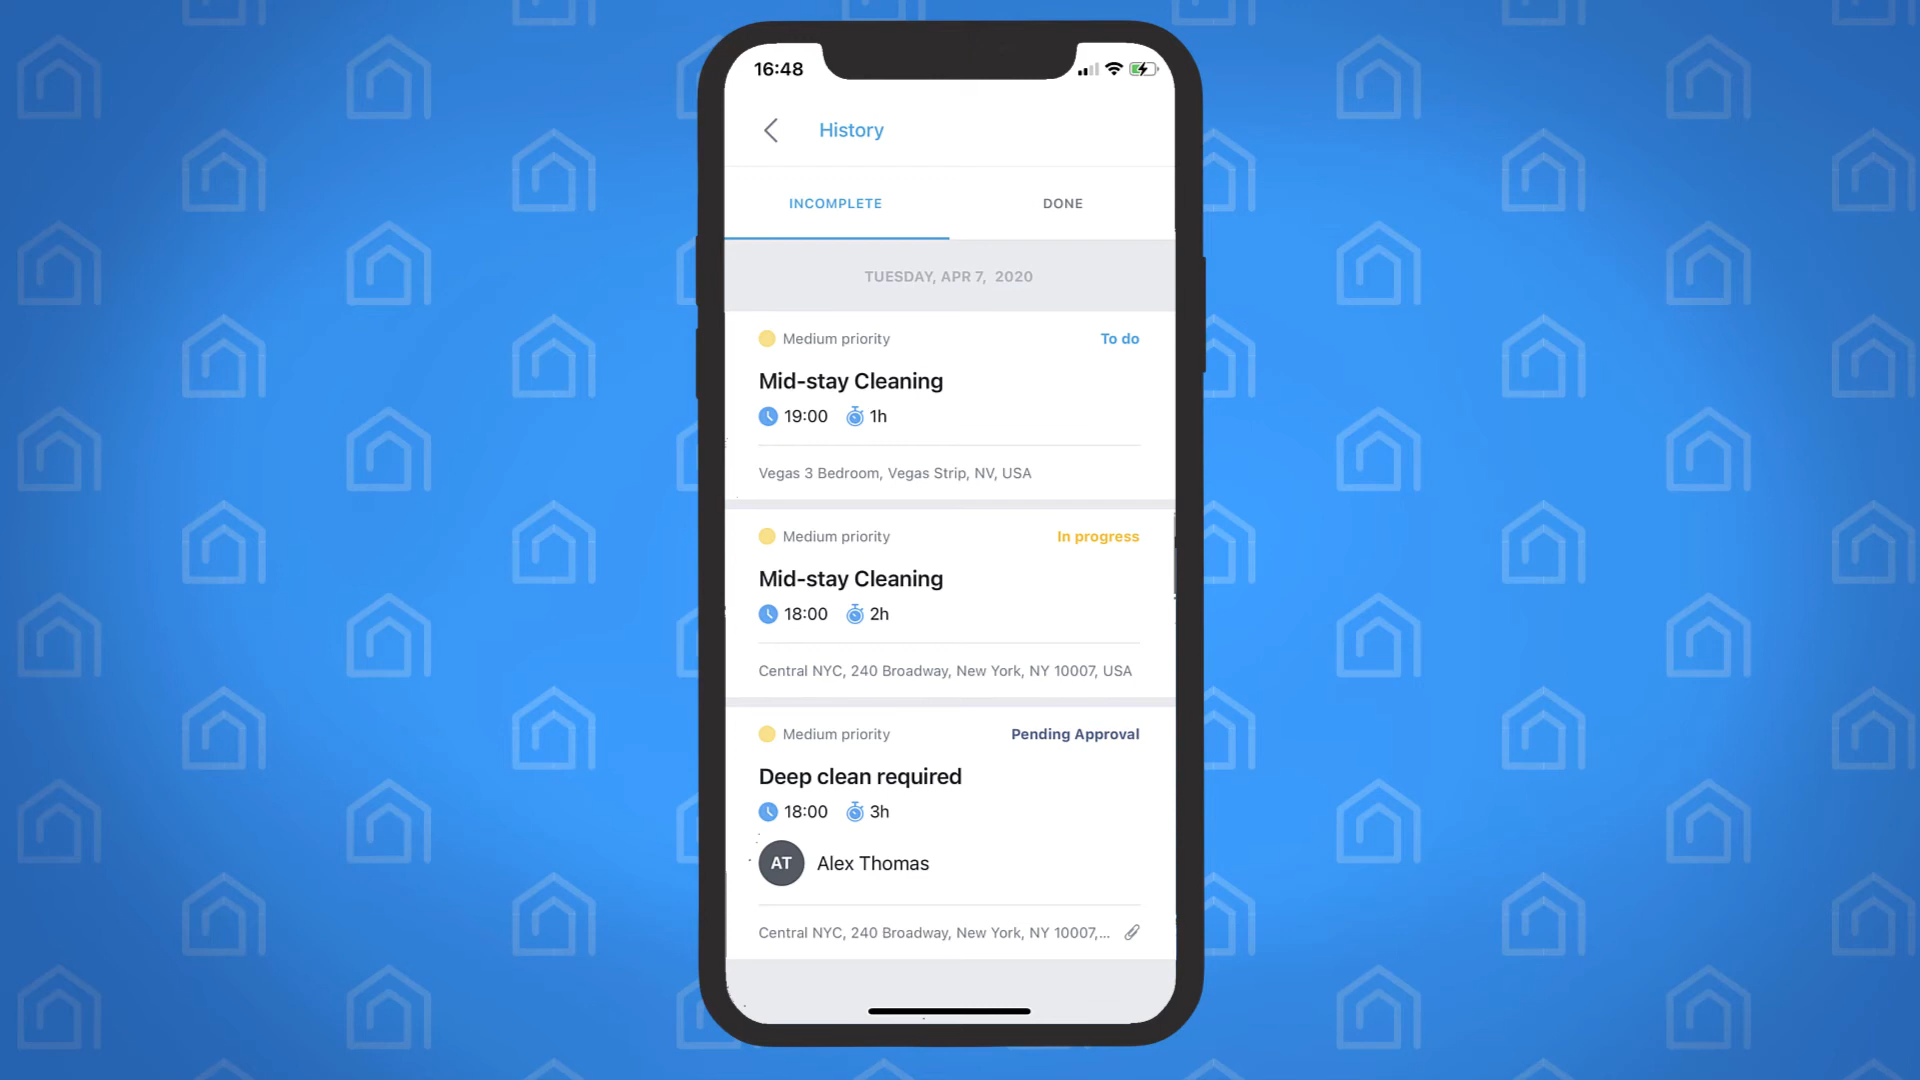 16:48
History
INCOMPLETE DONE
TUESDAY, APR 7, 2020
Medium priority To do
Mid-stay Cleaning
19:00 1h
Vegas 3 Bedroom, Vegas Strip, NV, USA
Medium priority In progress
Mid-stay Cleaning
18:00 2h
Central NYC, 240 Broadway, New York, NY 10007, USA
Medium priority Pending Approval
Deep clean required
18:00 3h
AT Alex Thomas
Central NYC, 240 Broadway, New York, NY 10007,...